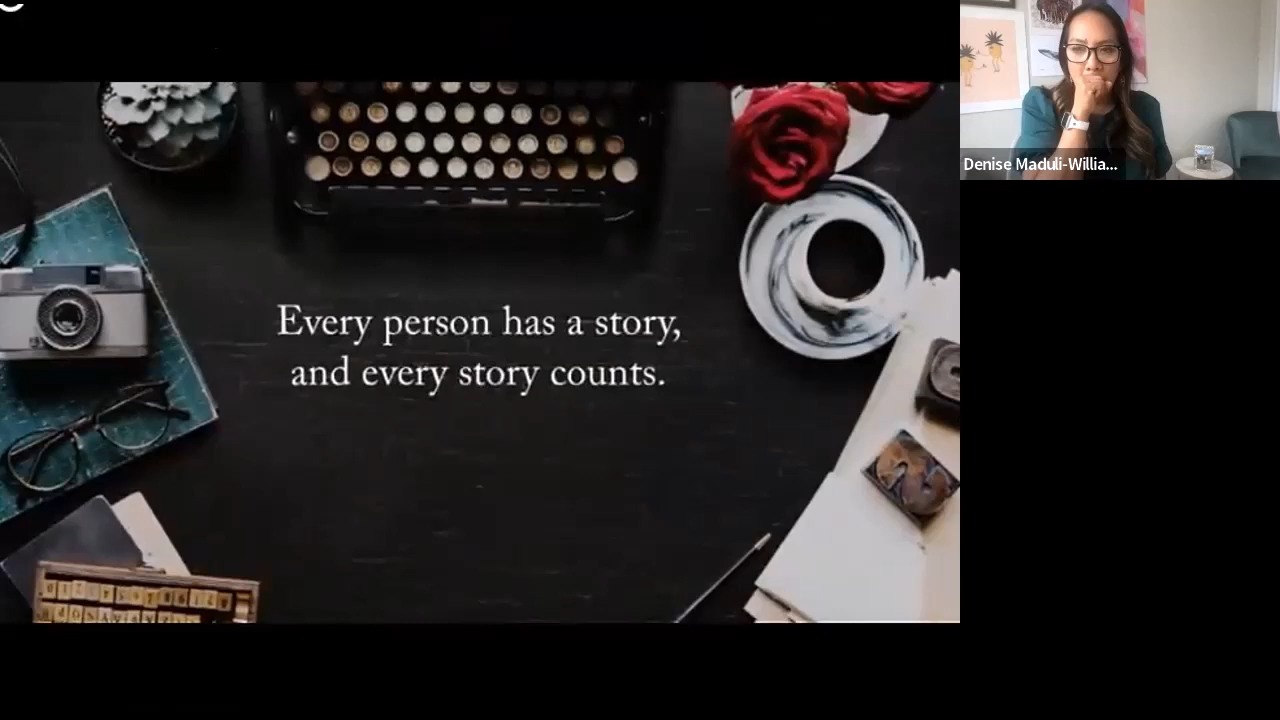 Every person has a story,
and every story counts.
Denise Maduli-Willia...